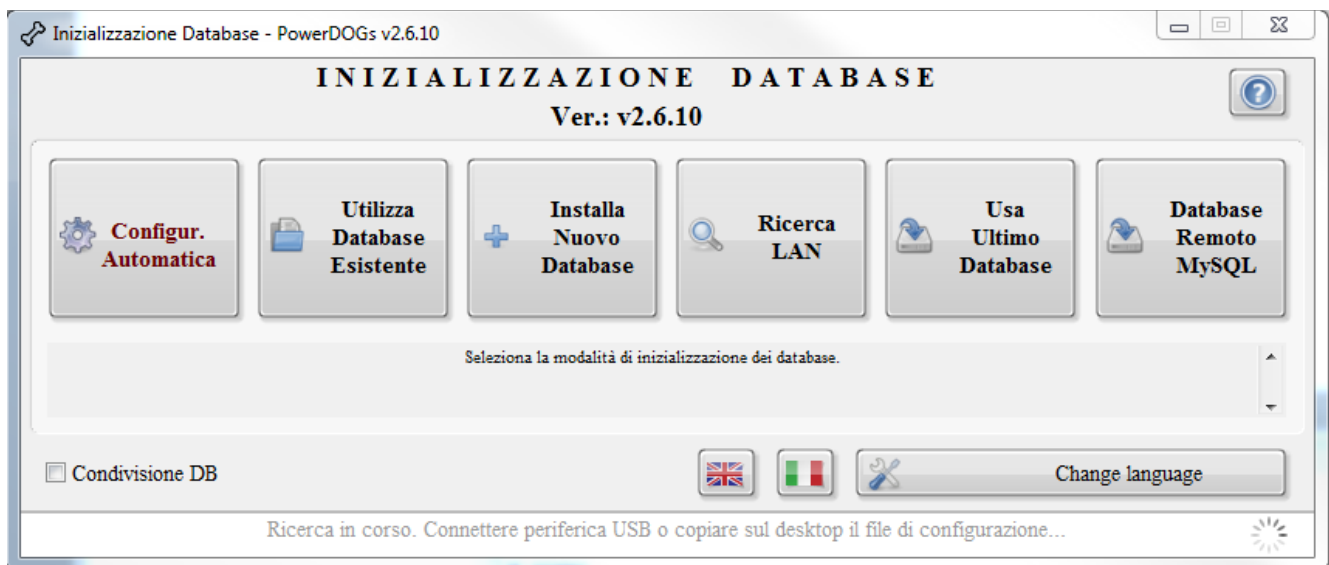 Inizializzazione Database - PowerDOGs v2.6.10
INIZIALIZZAZIONE DATABASE
Ver.: v2.6.10
Configur.
Automatica
Utilizza
Database
Esistente
Installa
Nuovo
Database
Ricerca
LAN
Usa
Ultimo
Database
Database
Remoto
MySQL
Seleziona la modalità di inizializzazione dei database.
Condivisione DB
Change language
Ricerca in corso. Connettere periferica USB o copiare sul desktop il file di configurazione...